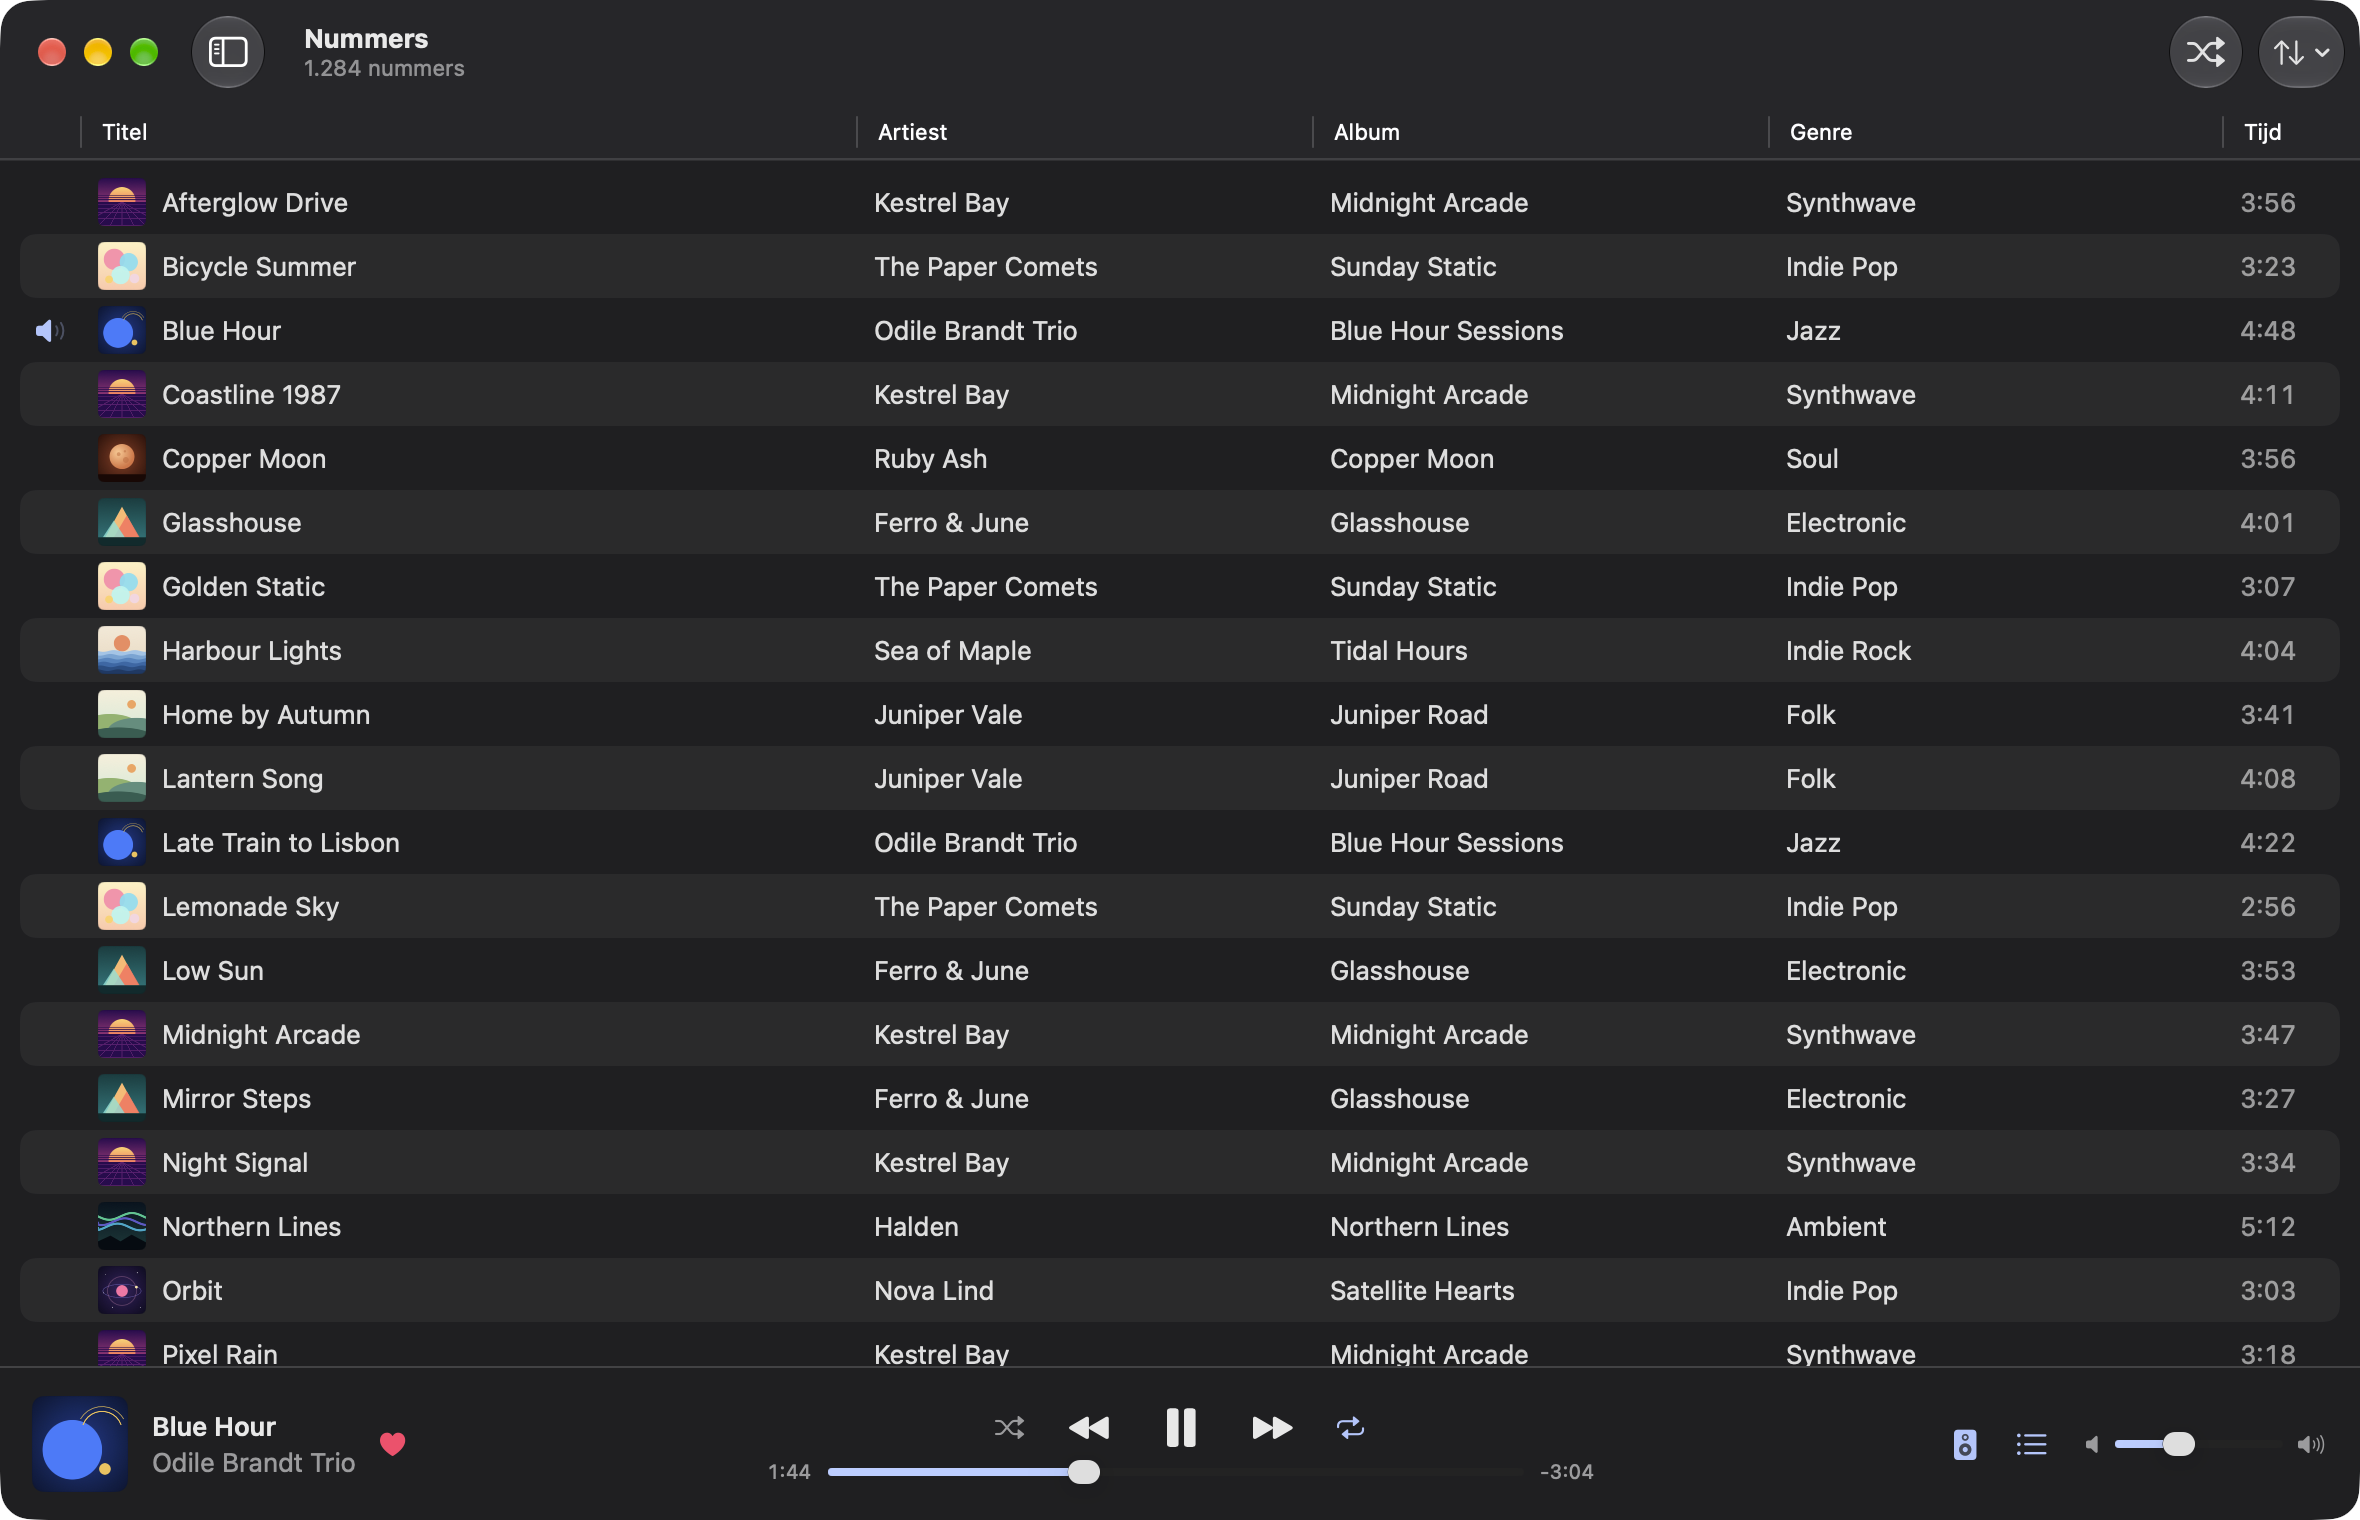 Nummers
1.284 nummers
Titel Artiest Album Genre Tijd
Afterglow Drive Kestrel Bay Midnight Arcade Synthwave 3:56
Bicycle Summer The Paper Comets Sunday Static Indie Pop 3:23
Blue Hour Odile Brandt Trio Blue Hour Sessions Jazz 4:48
Coastline 1987 Kestrel Bay Midnight Arcade Synthwave 4:11
Copper Moon Ruby Ash Copper Moon Soul 3:56
Glasshouse Ferro & June Glasshouse Electronic 4:01
Golden Static The Paper Comets Sunday Static Indie Pop 3:07
Harbour Lights Sea of Maple Tidal Hours Indie Rock 4:04
Home by Autumn Juniper Vale Juniper Road Folk 3:41
Lantern Song Juniper Vale Juniper Road Folk 4:08
Late Train to Lisbon Odile Brandt Trio Blue Hour Sessions Jazz 4:22
Lemonade Sky The Paper Comets Sunday Static Indie Pop 2:56
Low Sun Ferro & June Glasshouse Electronic 3:53
Midnight Arcade Kestrel Bay Midnight Arcade Synthwave 3:47
Mirror Steps Ferro & June Glasshouse Electronic 3:27
Night Signal Kestrel Bay Midnight Arcade Synthwave 3:34
Northern Lines Halden Northern Lines Ambient 5:12
Orbit Nova Lind Satellite Hearts Indie Pop 3:03
Pixel Rain Kestrel Bay Midnight Arcade Synthwave 3:18
Blue Hour
Odile Brandt Trio
1:44 -3:04